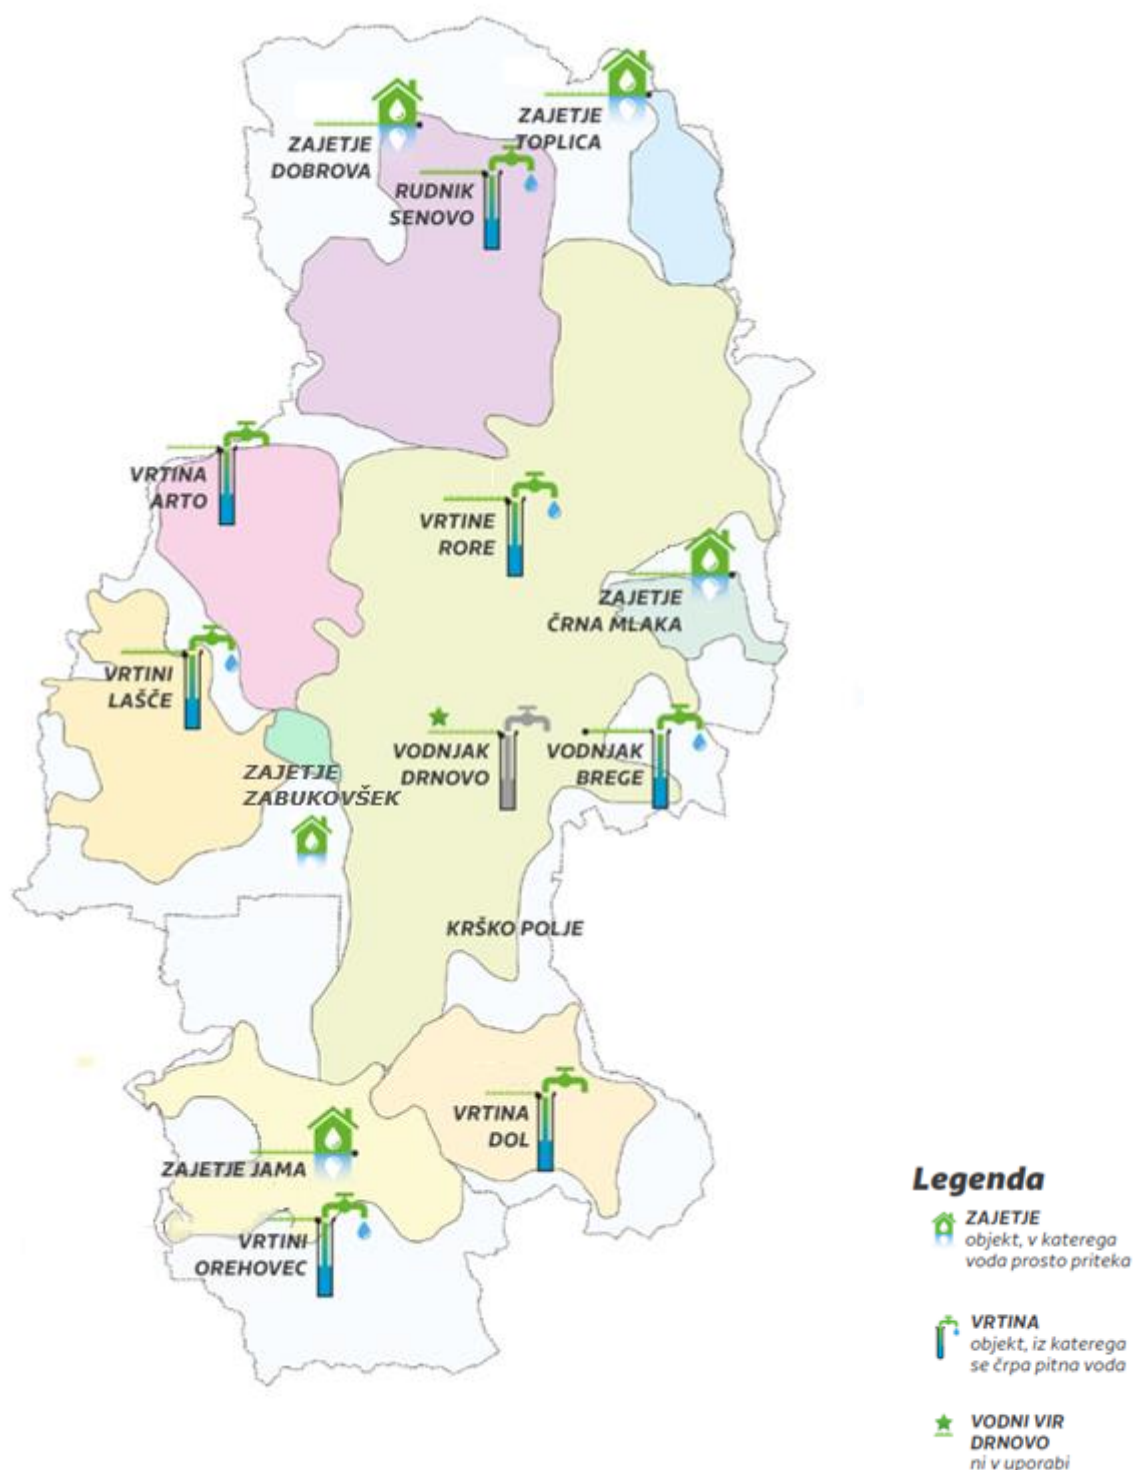 ZAJETJE
TOPLICA
ZAJETJE
DOBROVA
RUDNIK
SENOVO
VRTINA
ARTO
VRTINE
RORE
ZAJETJE
ČRNA MLAKA
VRTINI
LAŠČE
VODNJAK
DRNOVO
VODNJAK
BREGE
ZAJETJE
ZABUKOVŠEK
KRŠKO POLJE
VRTINA
DOL
ZAJETJE JAMA
VRTINI
OREHOVEC
Legenda
ZAJETJE
objekt, v katerega
voda prosto priteka
VRTINA
objekt, iz katerega
se črpa pitna voda
VODNI VIR
DRNOVO
ni v uporabi